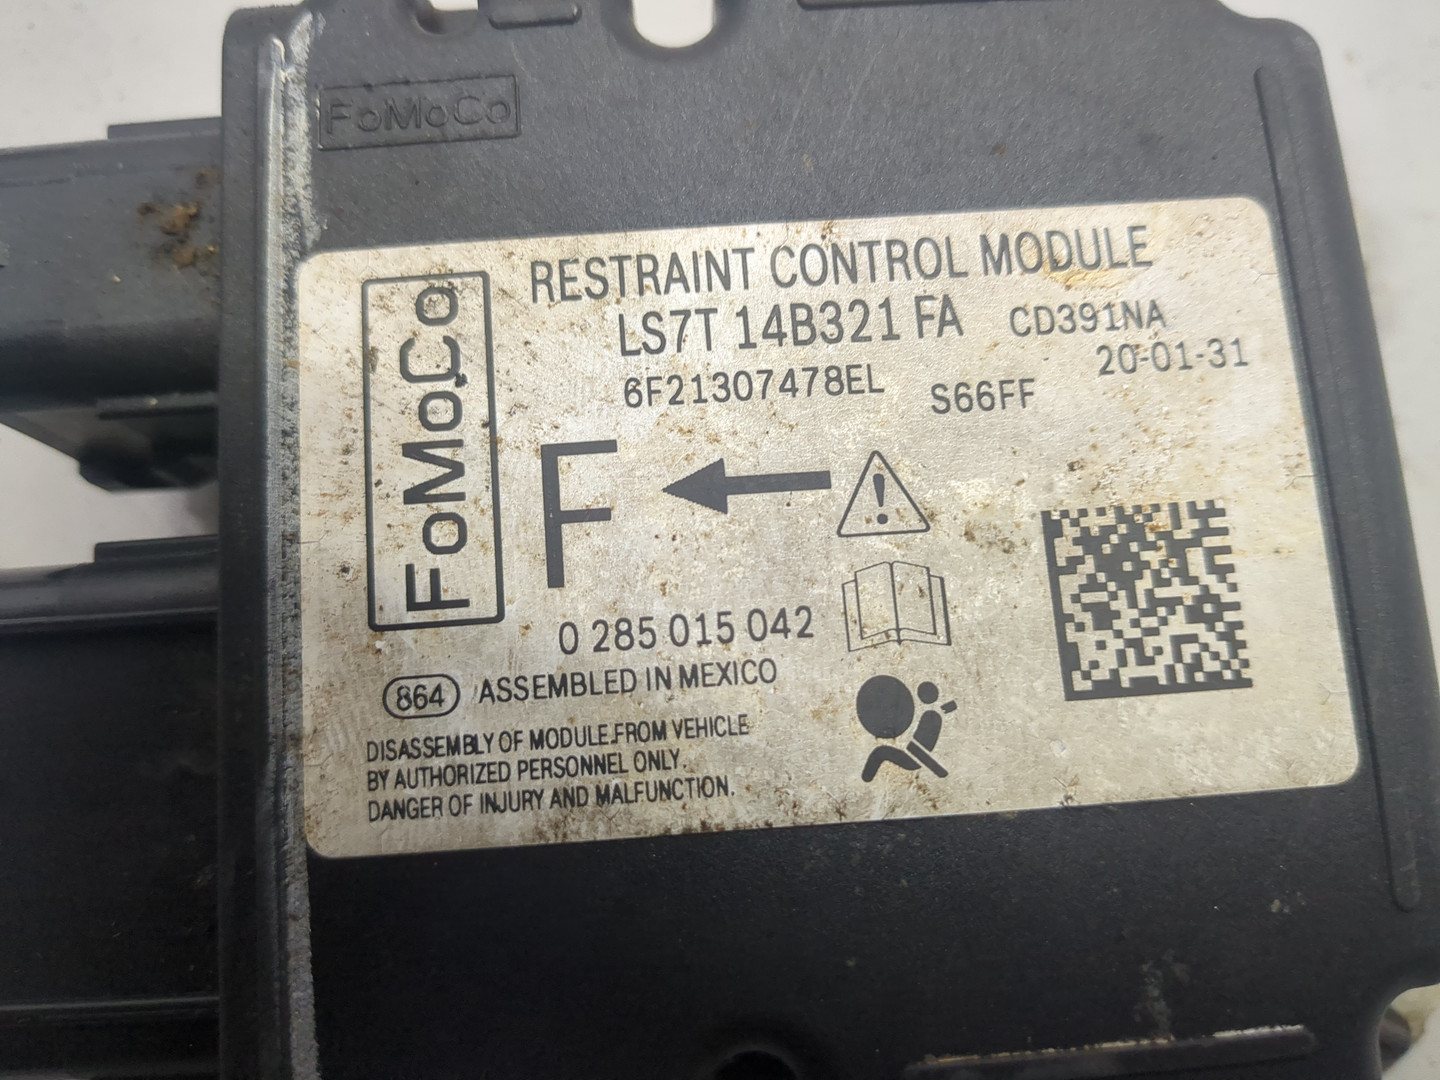 FoMoCo
RESTRAINT CONTROL MODULE
LS7T 14B321 FA CD391NA
6F21307478EL S66FF 20-01-31
FoMoCo
F
0 285 015 042
864 ASSEMBLED IN MEXICO
DISASSEMBLY OF MODULE FROM VEHICLE
BY AUTHORIZED PERSONNEL ONLY.
DANGER OF INJURY AND MALFUNCTION.